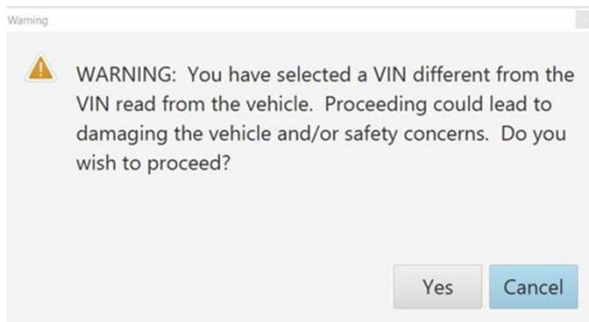 Warning
WARNING: You have selected a VIN different from the
VIN read from the vehicle. Proceeding could lead to
damaging the vehicle and/or safety concerns. Do you
wish to proceed?
Yes
Cancel